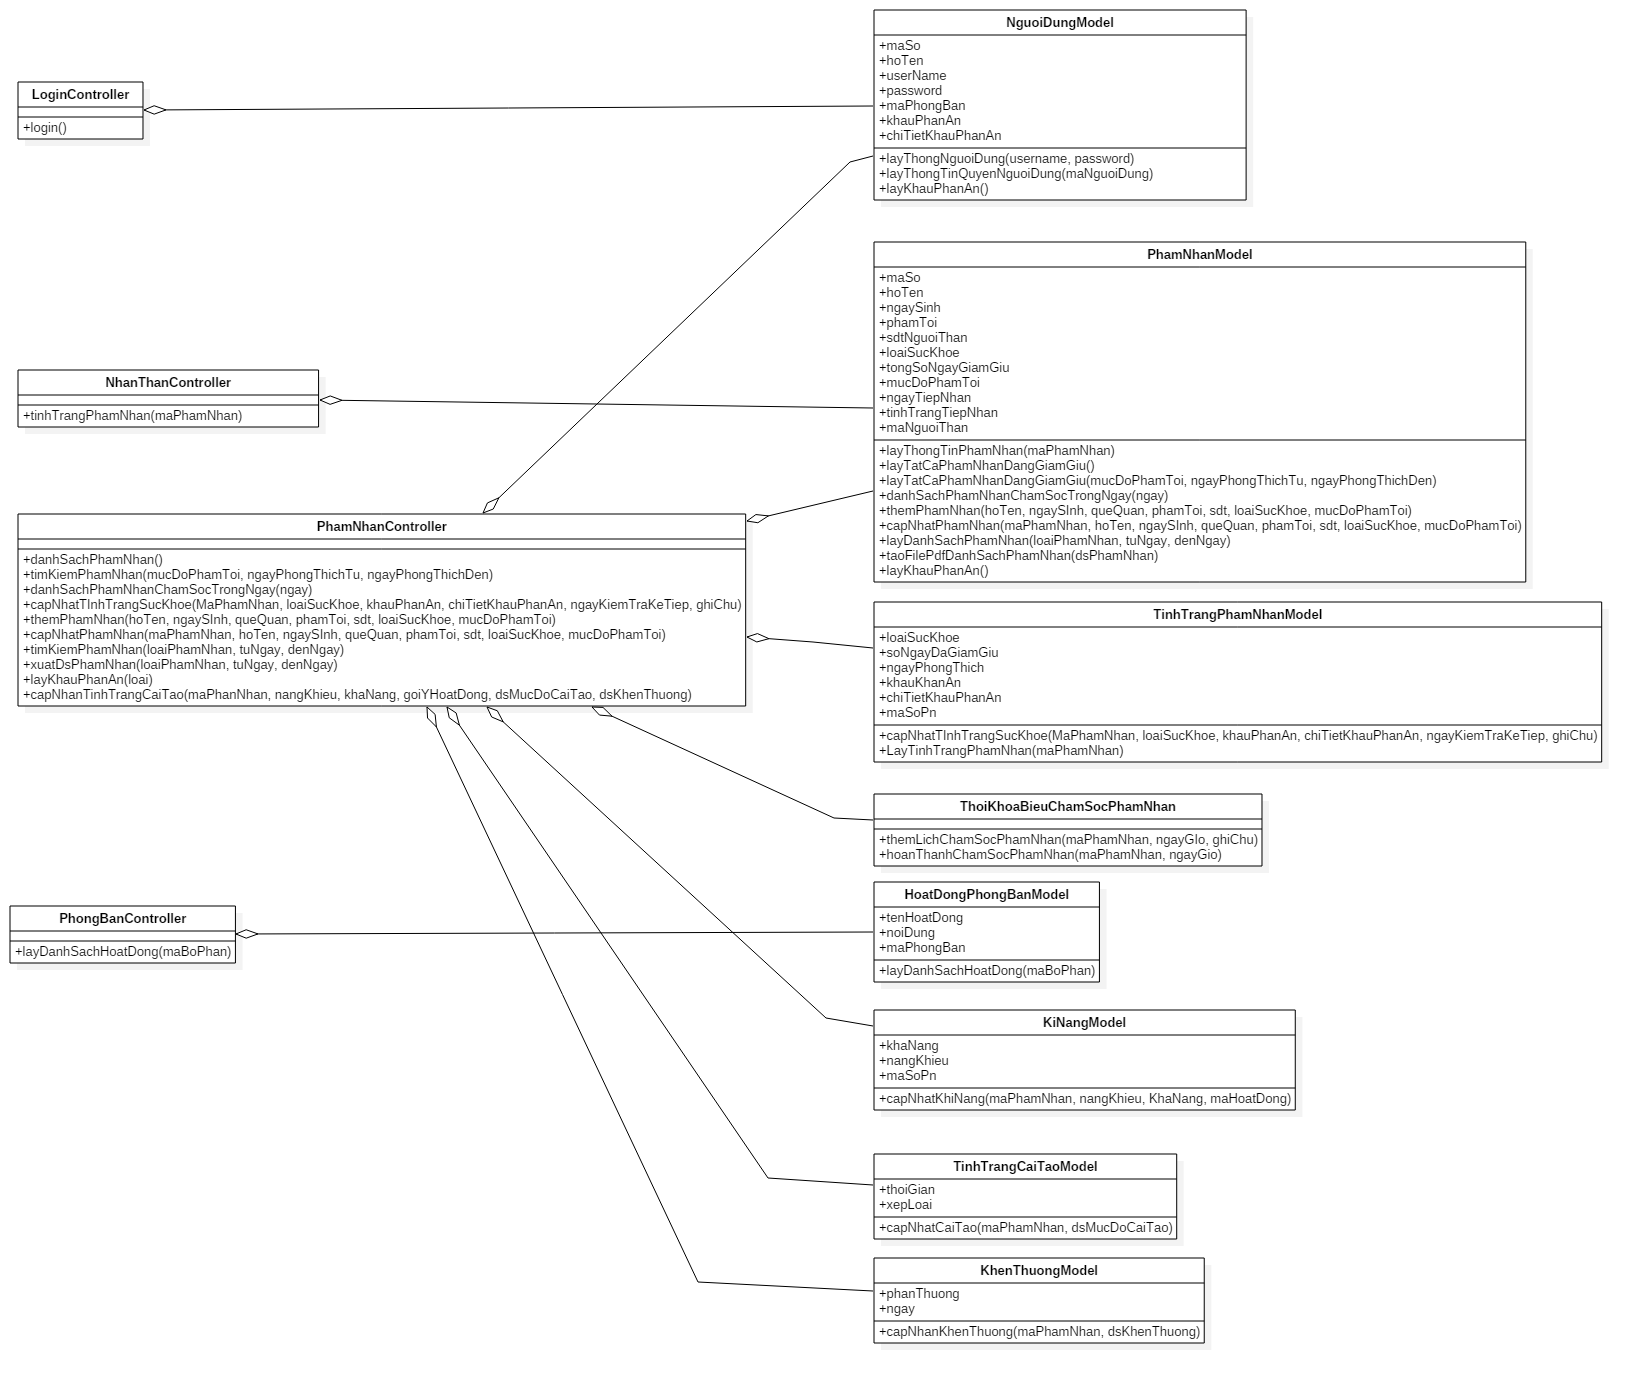 LoginController
+login()
NhanThanController
+tinhTrangPhamNhan(maPhamNhan)
PhamNhanController
+danhSachPhamNhan()
+timKiemPhamNhan(mucDoPhamToi, ngayPhongThichTu, ngayPhongThichDen)
+danhSachPhamNhanChamSocTrongNgay(ngay)
+capNhatTInhTrangSucKhoe(MaPhamNhan, loaiSucKhoe, khauPhanAn, chiTietKhauPhanAn, ngayKiemTraKeTiep, ghiChu)
+themPhamNhan(hoTen, ngaySInh, queQuan, phamToi, sdt, loaiSucKhoe, mucDoPhamToi)
+capNhatPhamNhan(maPhamNhan, hoTen, ngaySInh, queQuan, phamToi, sdt, loaiSucKhoe, mucDoPhamToi)
+timKiemPhamNhan(loaiPhamNhan, tuNgay, denNgay)
+xuatDsPhamNhan(loaiPhamNhan, tuNgay, denNgay)
+layKhauPhanAn(loai)
+capNhanTinhTrangCaiTao(maPhanNhan, nangKhieu, khaNang, goiYHoatDong, dsMucDoCaiTao, dsKhenThuong)
PhongBanController
+layDanhSachHoatDong(maBoPhan)
NguoiDungModel
+maSo
+hoTen
+userName
+password
+maPhongBan
+khauPhanAn
+chiTietKhauPhanAn
+layThongNguoiDung(username, password)
+layThongTinQuyenNguoiDung(maNguoiDung)
+layKhauPhanAn()
PhamNhanModel
+maSo
+hoTen
+ngaySinh
+phamToi
+sdtNguoiThan
+loaiSucKhoe
+tongSoNgayGiamGiu
+mucDoPhamToi
+ngayTiepNhan
+tinhTrangTiepNhan
+maNguoiThan
+layThongTinPhamNhan(maPhamNhan)
+layTatCaPhamNhanDangGiamGiu()
+layTatCaPhamNhanDangGiamGiu(mucDoPhamToi, ngayPhongThichTu, ngayPhongThichDen)
+danhSachPhamNhanChamSocTrongNgay(ngay)
+themPhamNhan(hoTen, ngaySInh, queQuan, phamToi, sdt, loaiSucKhoe, mucDoPhamToi)
+capNhatPhamNhan(maPhamNhan, hoTen, ngaySInh, queQuan, phamToi, sdt, loaiSucKhoe, mucDoPhamToi)
+layDanhSachPhamNhan(loaiPhamNhan, tuNgay, denNgay)
+taoFilePdfDanhSachPhamNhan(dsPhamNhan)
+layKhauPhanAn()
TinhTrangPhamNhanModel
+loaiSucKhoe
+soNgayDaGiamGiu
+ngayPhongThich
+khauKhanAn
+chiTietKhauPhanAn
+maSoPn
+capNhatTInhTrangSucKhoe(MaPhamNhan, loaiSucKhoe, khauPhanAn, chiTietKhauPhanAn, ngayKiemTraKeTiep, ghiChu)
+LayTinhTrangPhamNhan(maPhamNhan)
ThoiKhoaBieuChamSocPhamNhan
+themLichChamSocPhamNhan(maPhamNhan, ngayGIo, ghiChu)
+hoanThanhChamSocPhamNhan(maPhamNhan, ngayGio)
HoatDongPhongBanModel
+tenHoatDong
+noiDung
+maPhongBan
+layDanhSachHoatDong(maBoPhan)
KiNangModel
+khaNang
+nangKhieu
+maSoPn
+capNhatKhiNang(maPhamNhan, nangKhieu, KhaNang, maHoatDong)
TinhTrangCaiTaoModel
+thoiGian
+xepLoai
+capNhatCaiTao(maPhamNhan, dsMucDoCaiTao)
KhenThuongModel
+phanThuong
+ngay
+capNhanKhenThuong(maPhamNhan, dsKhenThuong)